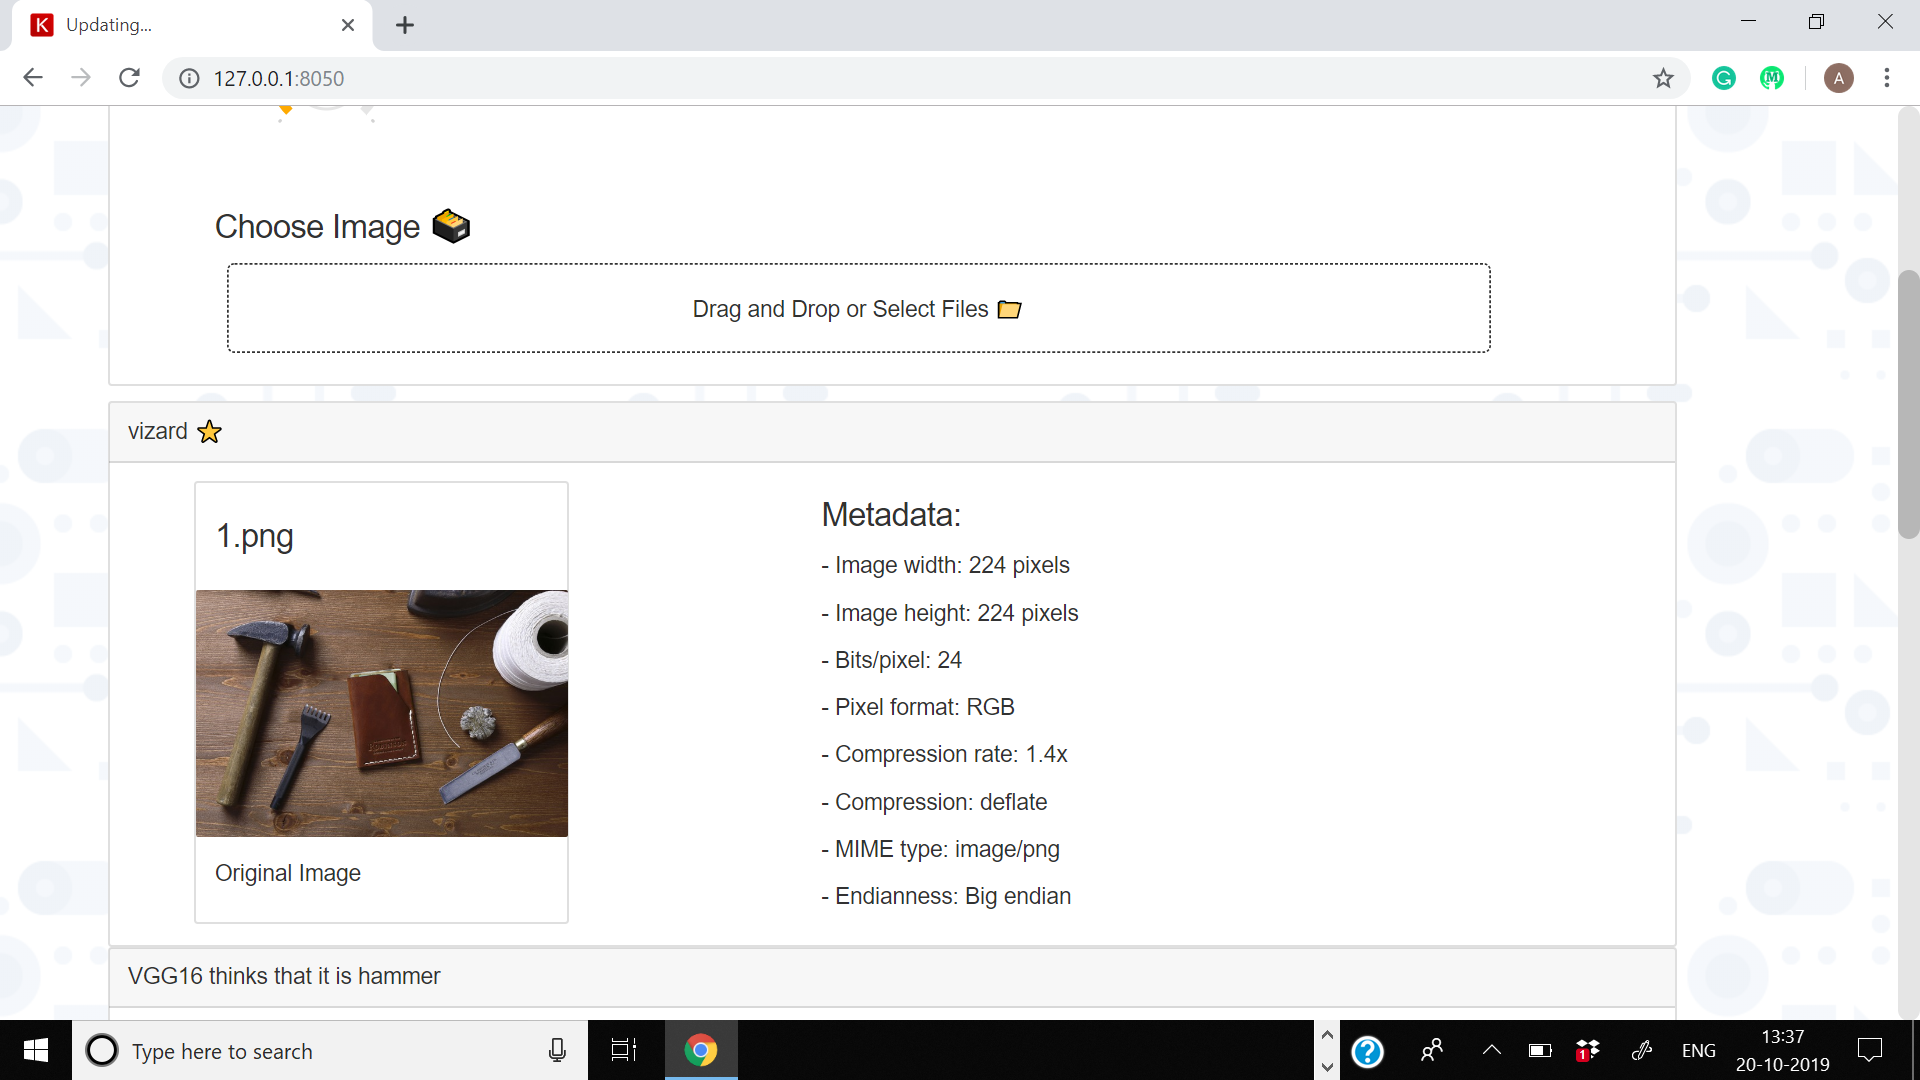 K Updating...
127.0.0.1:8050
A
Choose Image
Drag and Drop or Select Files
vizard
1.png
Original Image
Metadata:
- Image width: 224 pixels
- Image height: 224 pixels
- Bits/pixel: 24
- Pixel format: RGB
- Compression rate: 1.4x
- Compression: deflate
- MIME type: image/png
- Endianness: Big endian
VGG16 thinks that it is hammer
Type here to search
1
ENG
13:37
20-10-2019